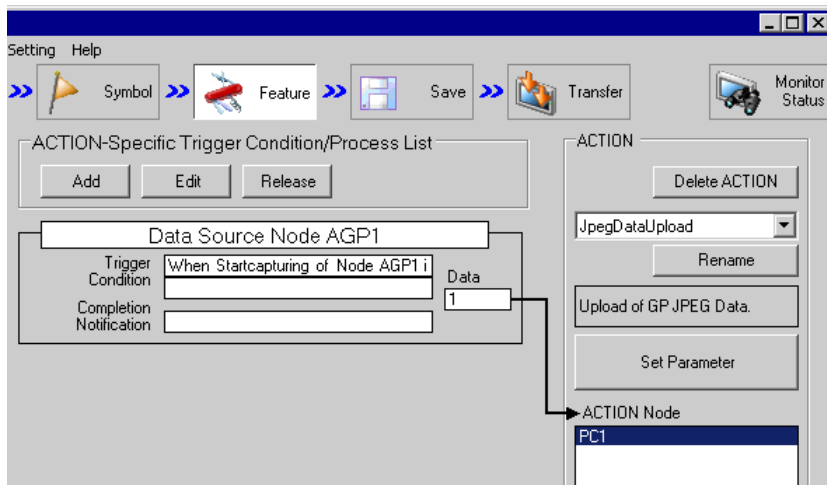 Setting Help
Symbol Feature Save Transfer Monitor
Status
ACTION-Specific Trigger Condition/Process List
Add Edit Release
Data Source Node AGP1
Trigger
Condition
When Startcapturing of Node AGP1 i
Data
1
Completion
Notification
ACTION
Delete ACTION
JpegDataUpload
Rename
Upload of GP JPEG Data.
Set Parameter
ACTION Node
PC1